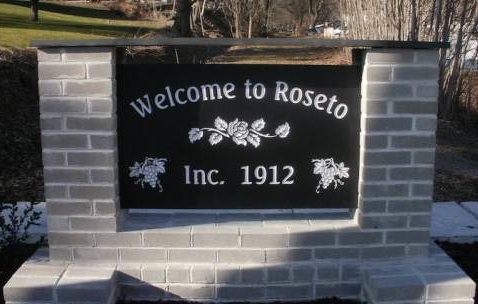 Welcome to Roseto
Inc. 1912